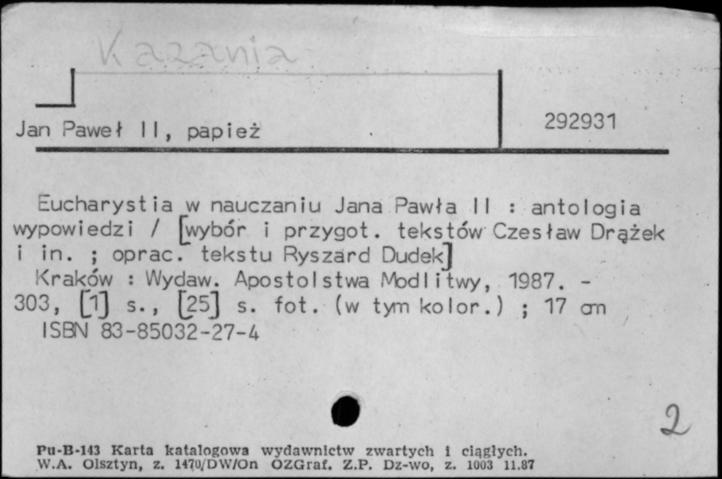 Kazania
Jan Paweł II, papież
292931
Eucharystia w nauczaniu Jana Pawła II : antologia
wypowiedzi / [wybór i przygot. tekstów Czesław Drążek
i in. ; oprac. tekstu Ryszard Dudek]
Kraków : Wydaw. Apostolstwa Modlitwy, 1987. -
303, [1] s., [25] s. fot. (w tym kolor.) ; 17 cm
ISBN 83-85032-27-4
2
Pu-B-143 Karta katalogowa wydawnictw zwartych i ciągłych.
W.A. Olsztyn, z. 1470/DW/On OZGraf. Z.P. Dz-wo, z. 1003 11.87